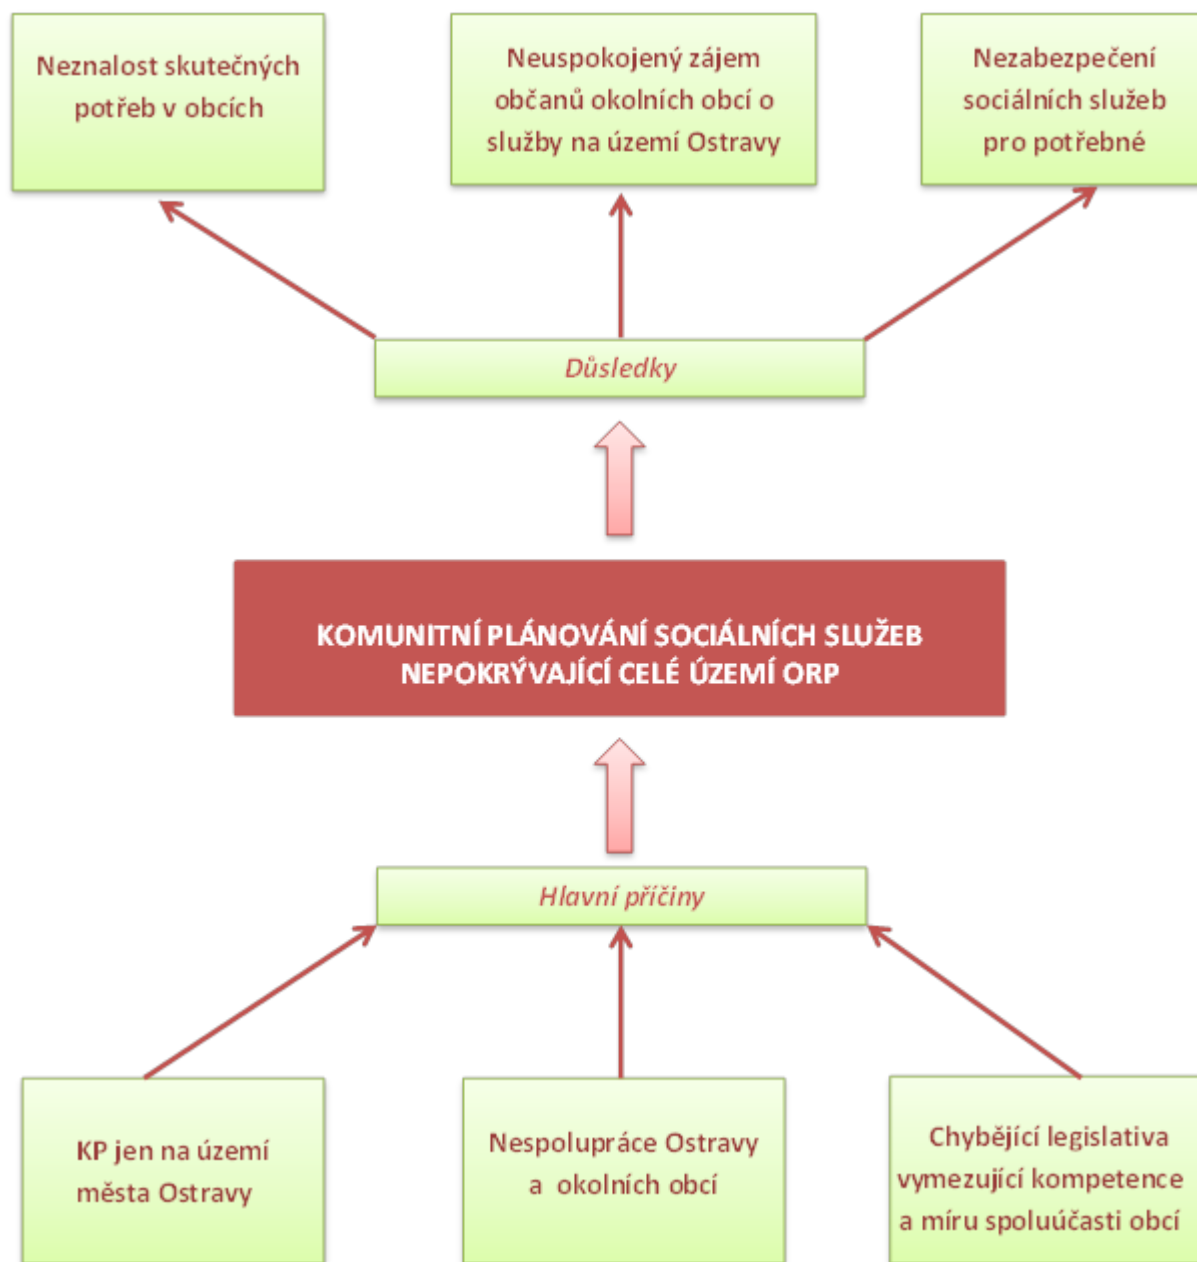 Neznalost skutečných
potřeb v obcích
Neuspokojený zájem
občanů okolních obcí o
služby na území Ostravy
Nezabezpečení
sociálních služeb
pro potřebné
Důsledky
KOMUNITNÍ PLÁNOVÁNÍ SOCIÁLNÍCH SLUŽEB
NEPOKRÝVAJÍCÍ CELÉ ÚZEMÍ ORP
Hlavní příčiny
KP jen na území
města Ostravy
Nespolupráce Ostravy
a okolních obcí
Chybějící legislativa
vymezující kompetence
a míru spoluúčasti obcí